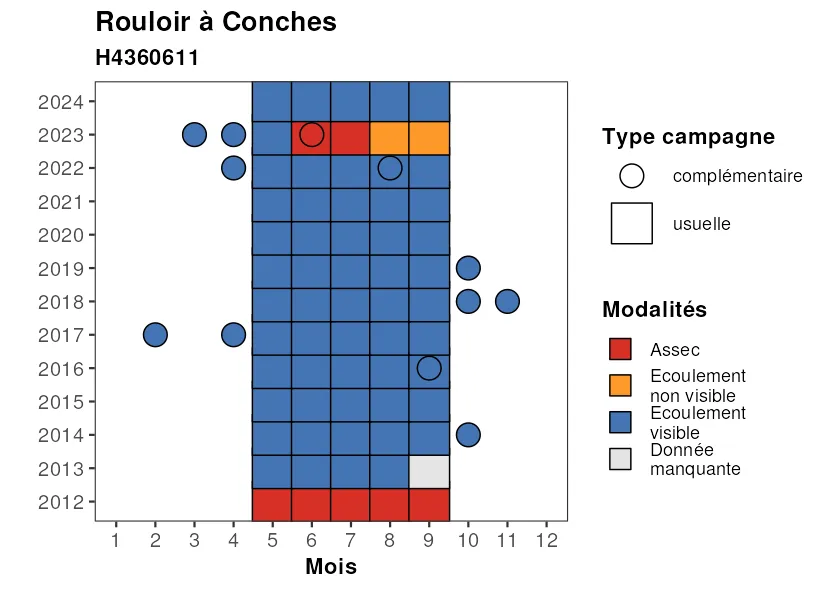 Rouloir à Conches
H4360611
2024
2023
2022
2021
2020
2019
2018
2017
2016
2015
2014
2013
2012
1 2 3 4 5 6 7 8 9 10 11 12
Mois
Type campagne
complémentaire
usuelle
Modalités
Assec
Ecoulement
non visible
Ecoulement
visible
Donnée
manquante